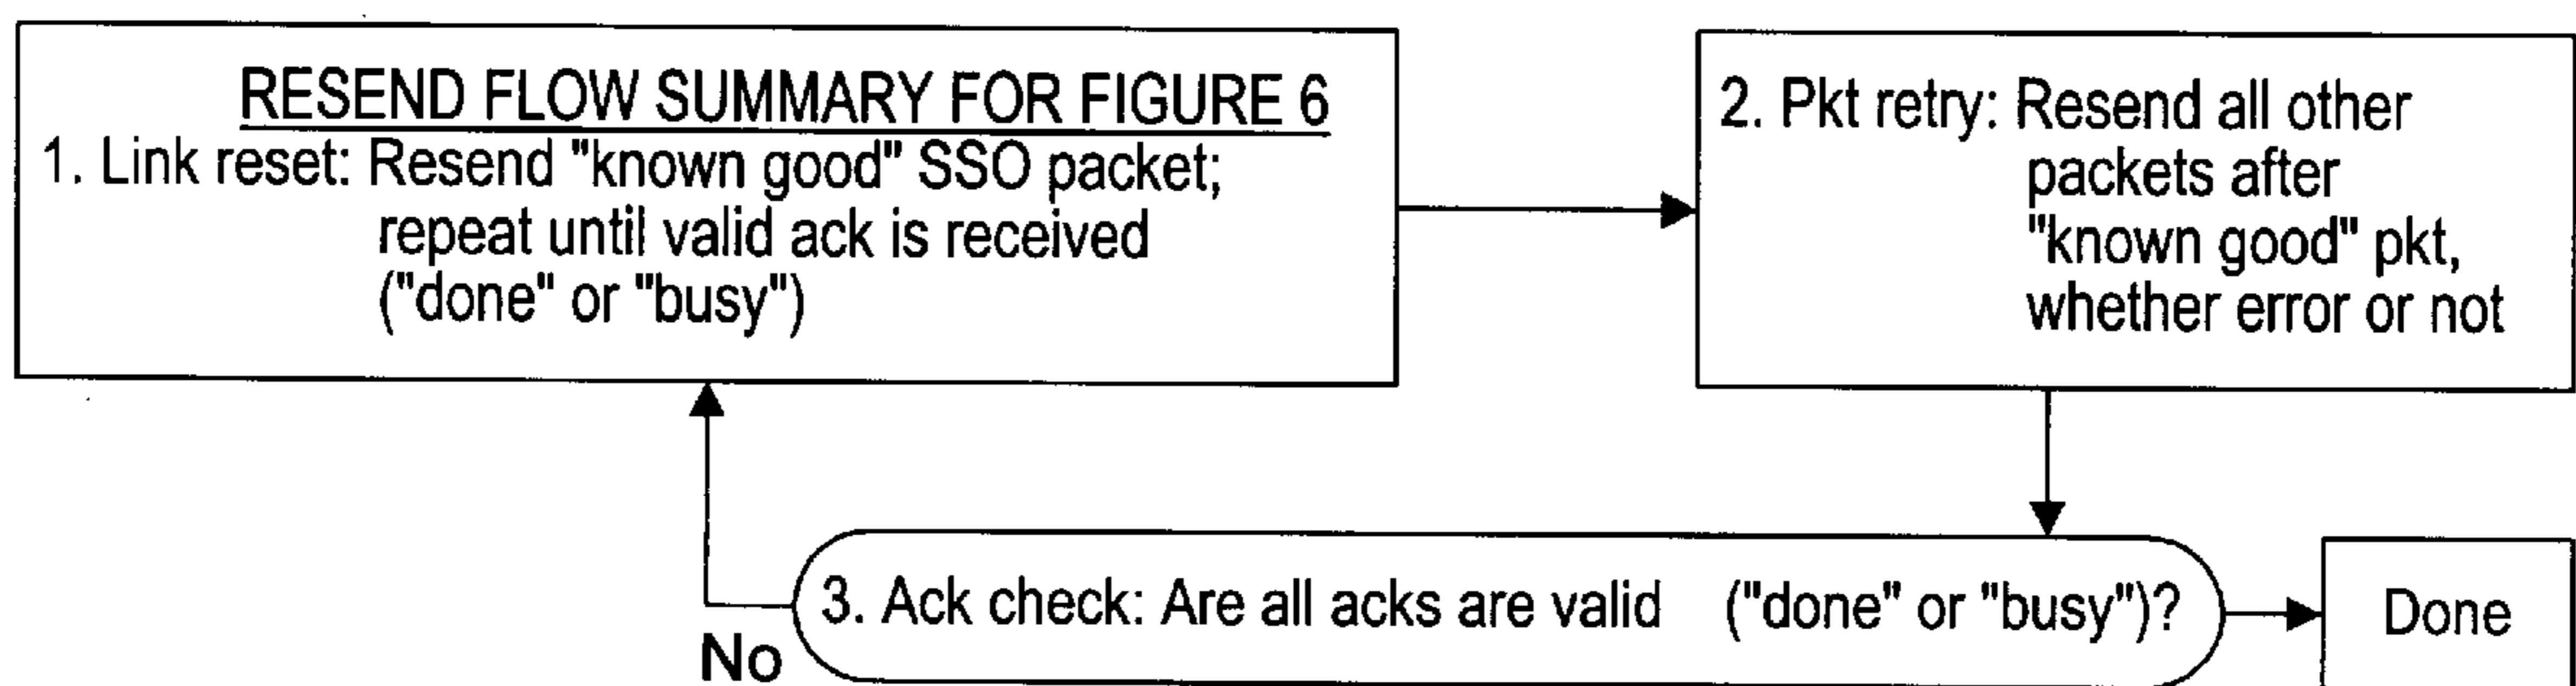 RESEND FLOW SUMMARY FOR FIGURE 6
1. Link reset: Resend "known good" SSO packet;
repeat until valid ack is received
("done" or "busy")
2. Pkt retry: Resend all other
packets after
"known good" pkt,
whether error or not
3. Ack check: Are all acks are valid ("done" or "busy")?
No
Done